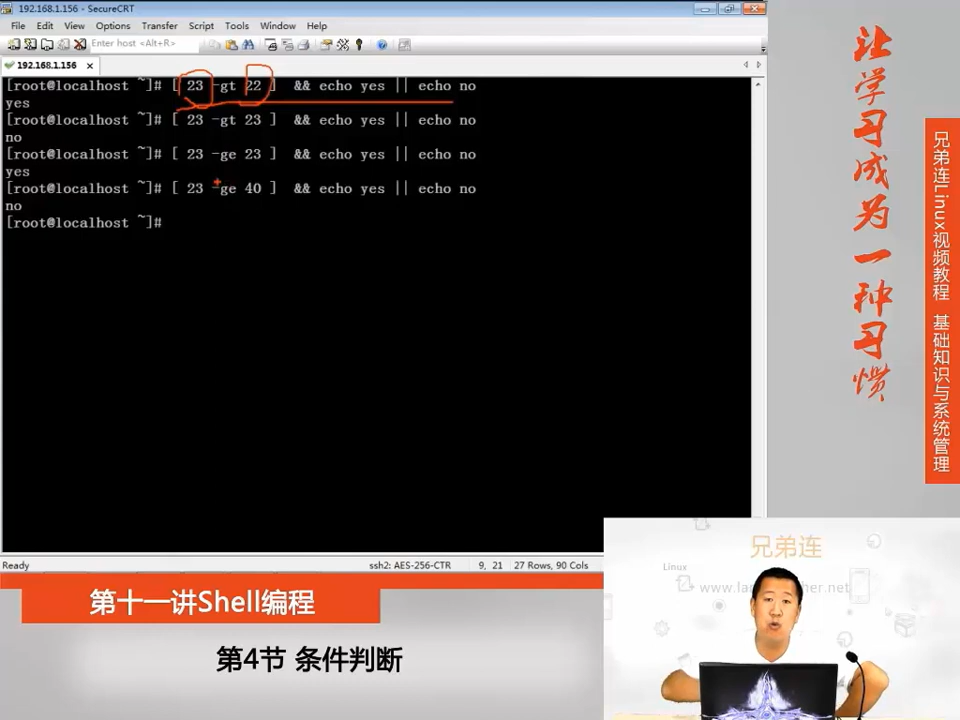 192.168.1.156 - SecureCRT
File Edit View Options Transfer Script Tools Window Help
Enter host <Alt+R>
192.168.1.156
[root@localhost ~]# [ 23 -gt 22 ]  && echo yes || echo no
yes
[root@localhost ~]# [ 23 -gt 23 ]  && echo yes || echo no
no
[root@localhost ~]# [ 23 -ge 23 ]  && echo yes || echo no
yes
[root@localhost ~]# [ 23 -ge 40 ]  && echo yes || echo no
no
[root@localhost ~]#
Ready ssh2: AES-256-CTR 9, 21 27 Rows, 90 Cols
让学习成为一种习惯
兄弟连Linux视频教程 基础知识与系统管理
兄弟连
Linux
第十一讲Shell编程
第4节 条件判断